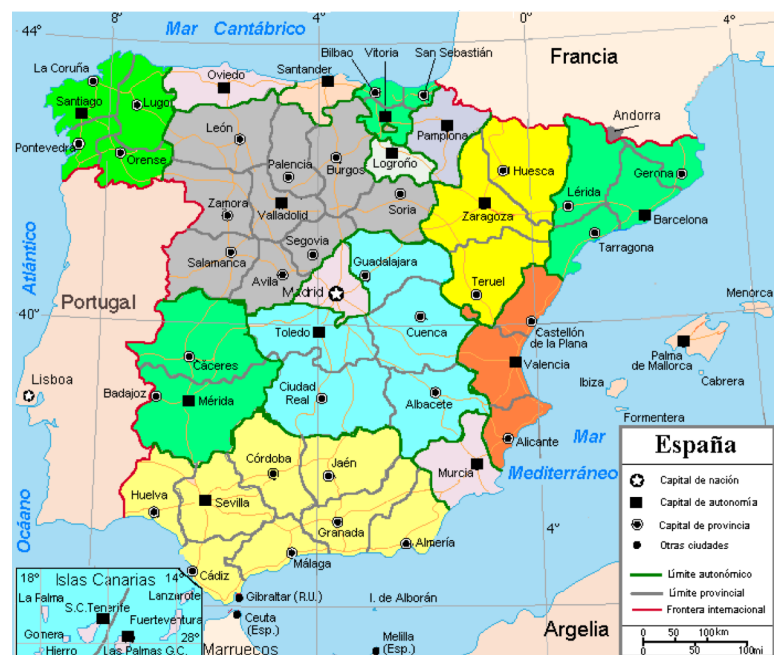 44° 8° Mar Cantábrico 4° 0° 4°
44°
Francia
Bilbao Vitoria San Sebastián
La Coruña
Oviedo
Santander
Santiago
Lugo
Andorra
León
Pamplona
Pontevedra
Orense
Palencia
Burgos
Logroño
Huesca
Gerona
Lérida
Zamora
Valladolid
Soria
Zaragoza
Barcelona
Tarragona
Segovia
Salamanca
Avila
Guadalajara
Atlántico
Portugal
Madrid
Teruel
Menorca
40°
40°
Toledo
Cuenca
Castellón
de la Plana
Palma
de Mallorca
Cáceres
Valencia
Lisboa
Badajoz
Mérida
Ciudad
Real
Albacete
Ibiza
Cabrera
Formentera
Alicante
Mar
Mediterráneo
Córdoba
Jaén
Murcia
Huelva
Sevilla
Granada
Océano
Almería
Málaga
Cádiz
4°
Gibraltar (R.U.)
I. de Alborán
Ceuta
(Esp.)
Melilla
(Esp.)
Marruecos
Argelia
18° Islas Canarias 14°
La Palma
S.C.Tenerife
Lanzarote
Fuerteventura
Gomera
28°
Hierro
Las Palmas G.C.
España
Capital de nación
Capital de autonomía
Capital de provincia
Otras ciudades
Límite autonómico
Límite provincial
Frontera internacional
0 50 100km
0 50 100mi